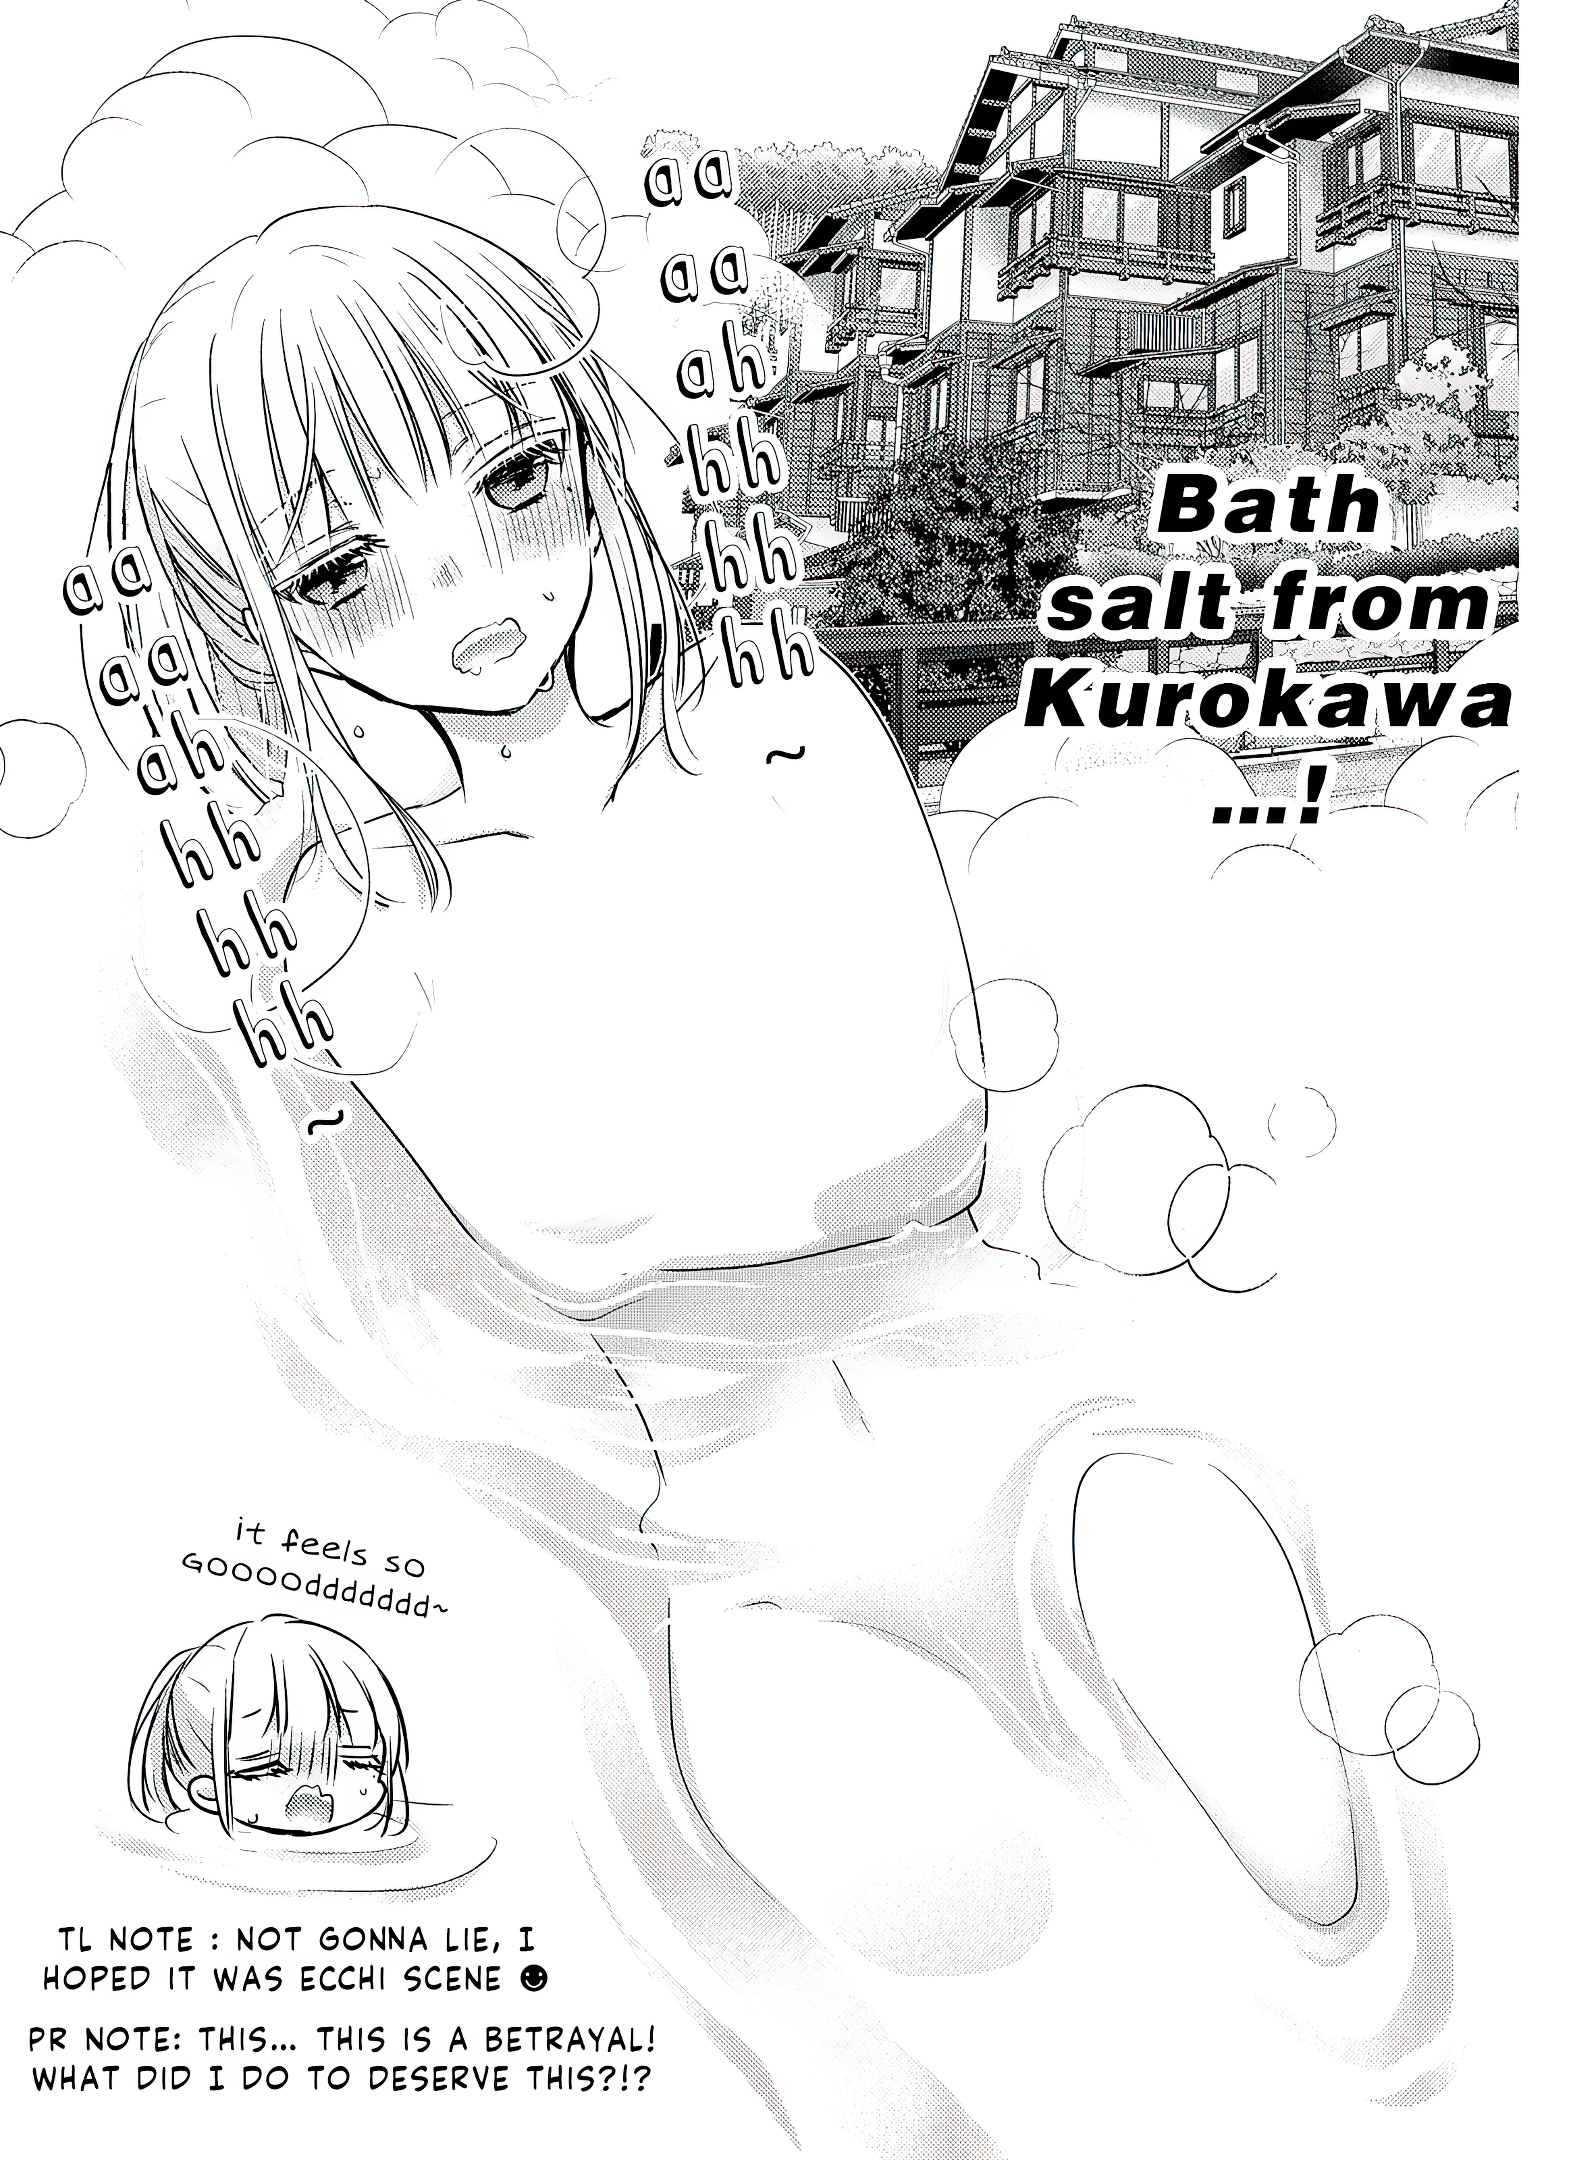 Bath
salt from
Kurokawa
...!
aa
aa
ah
hh
hh
hh
~
aa
aa
ah
hh
hh
hh
~
it feels so
GOOOOddddddd~
TL NOTE : NOT GONNA LIE, I
HOPED IT WAS ECCHI SCENE ☻
PR NOTE: THIS... THIS IS A BETRAYAL!
WHAT DID I DO TO DESERVE THIS?!?